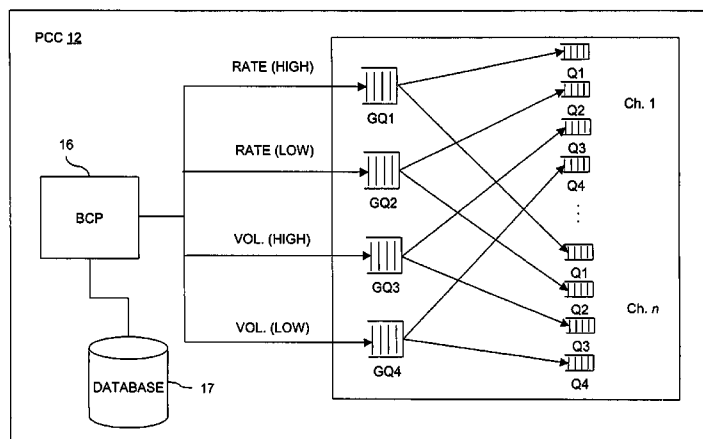 PCC 12
RATE (HIGH)
GQ1
RATE (LOW)
GQ2
16
BCP
VOL. (HIGH)
GQ3
VOL. (LOW)
GQ4
DATABASE
17
Q1
Q2
Q3
Q4
Ch. 1
⋮
Q1
Q2
Q3
Q4
Ch. n